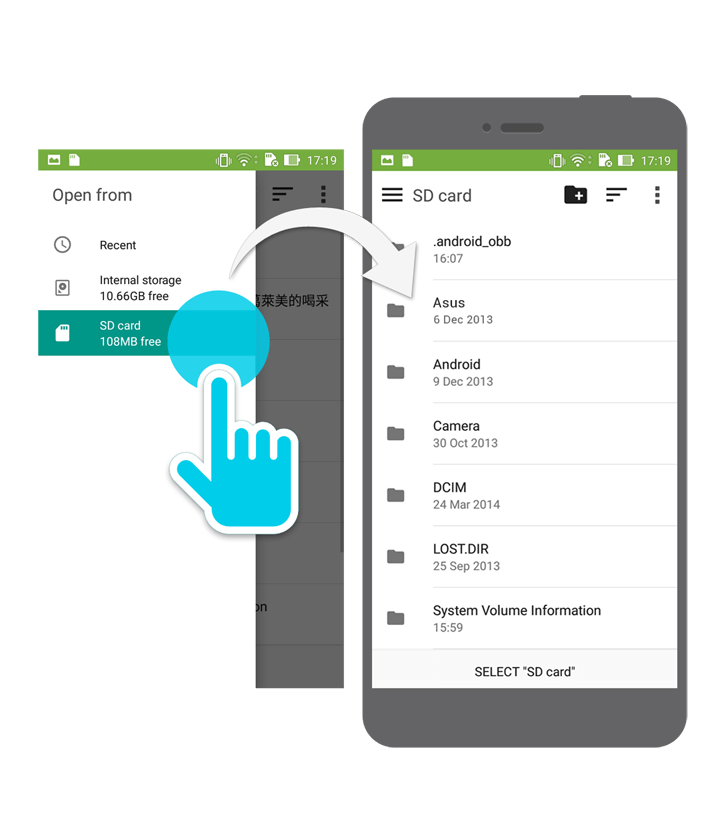 17:19
Open from
Recent
Internal storage
10.66GB free
SD card
108MB free
萊美的喝采
on
17:19
SD card
.android_obb
16:07
Asus
6 Dec 2013
Android
9 Dec 2013
Camera
30 Oct 2013
DCIM
24 Mar 2014
LOST.DIR
25 Sep 2013
System Volume Information
15:59
SELECT "SD card"